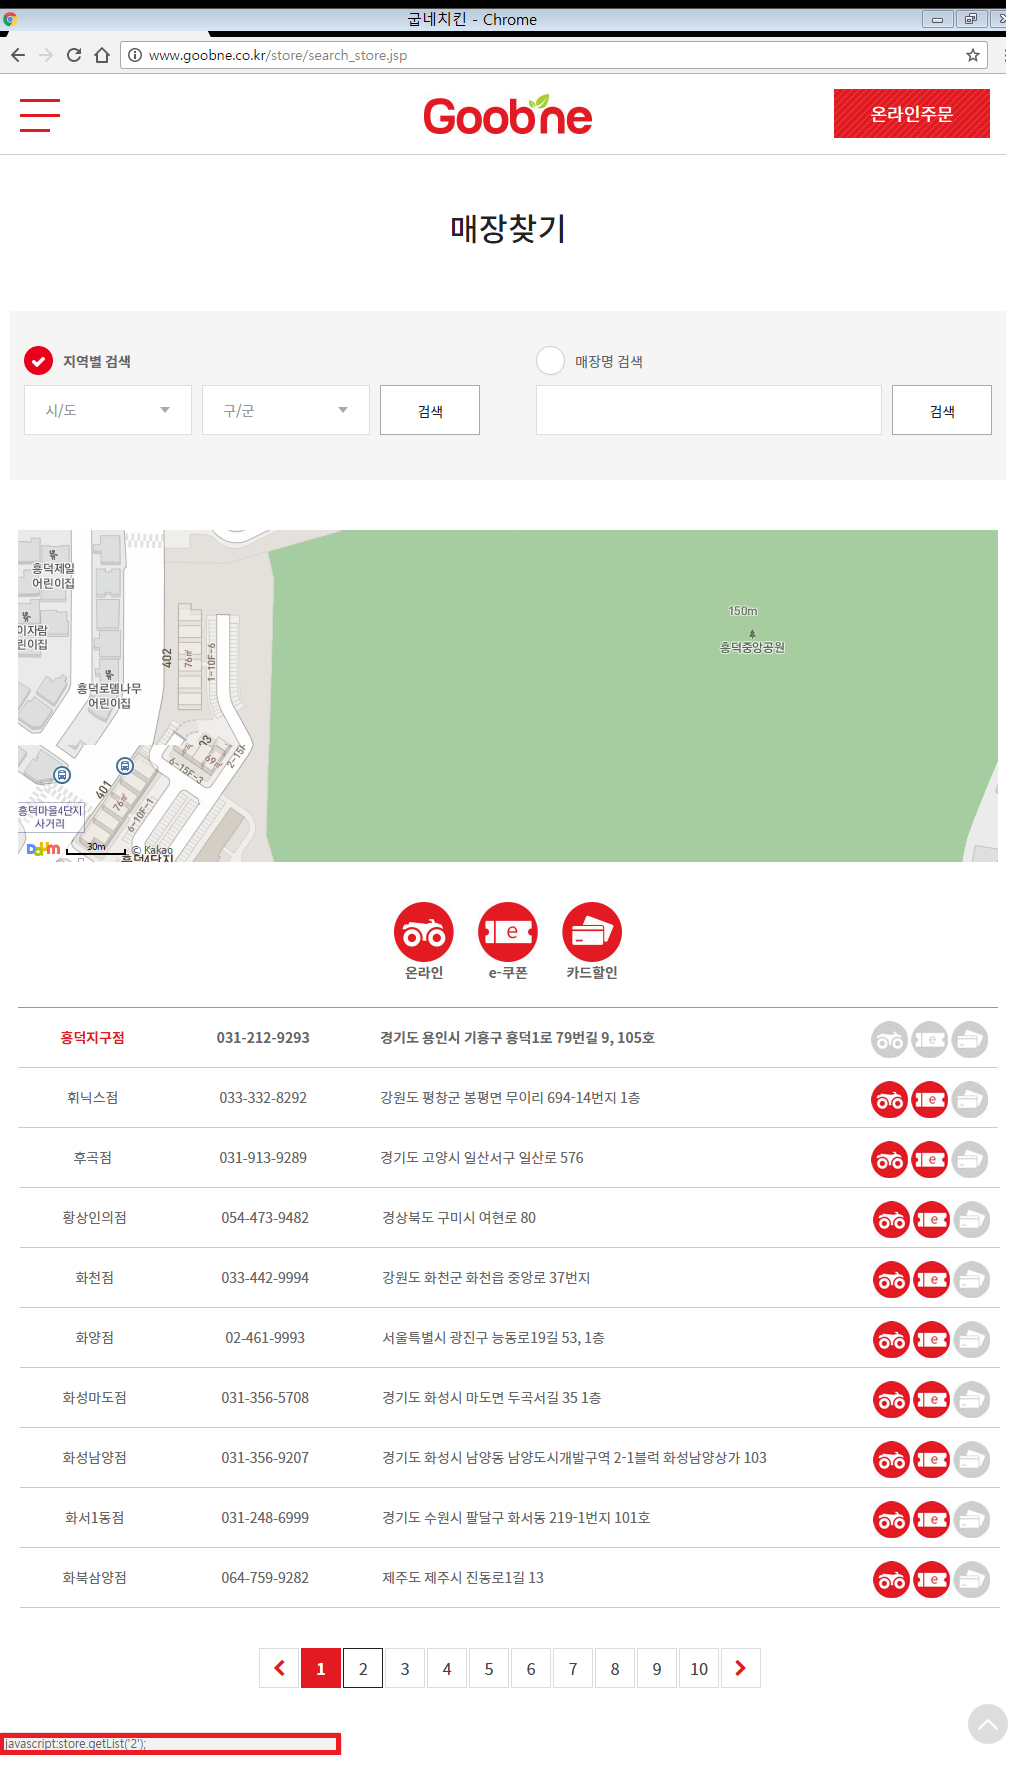 굽네치킨 - Chrome
www.goobne.co.kr/store/search_store.jsp
Goobne
온라인주문
매장찾기
지역별 검색
매장명 검색
시/도
구/군
검색
검색
흥덕제일
어린이집
이자람
린이집
흥덕로뎀나무
어린이집
402
76㎡
1-10F-6
150m
흥덕중앙공원
69㎡
2-15F
6-15F-3
401
76㎡
6-10F-1
흥덕마을4단지
사거리
Daum
30m
© Kakao
흥덕4단지
e
온라인
e-쿠폰
카드할인
흥덕지구점 031-212-9293 경기도 용인시 기흥구 흥덕1로 79번길 9, 105호 e
휘닉스점 033-332-8292 강원도 평창군 봉평면 무이리 694-14번지 1층 e
후곡점 031-913-9289 경기도 고양시 일산서구 일산로 576 e
황상인의점 054-473-9482 경상북도 구미시 여현로 80 e
화천점 033-442-9994 강원도 화천군 화천읍 중앙로 37번지 e
화양점 02-461-9993 서울특별시 광진구 능동로19길 53, 1층 e
화성마도점 031-356-5708 경기도 화성시 마도면 두곡서길 35 1층 e
화성남양점 031-356-9207 경기도 화성시 남양동 남양도시개발구역 2-1블럭 화성남양상가 103 e
화서1동점 031-248-6999 경기도 수원시 팔달구 화서동 219-1번지 101호 e
화북삼양점 064-759-9282 제주도 제주시 진동로1길 13 e
1 2 3 4 5 6 7 8 9 10
javascript:store.getList('2');